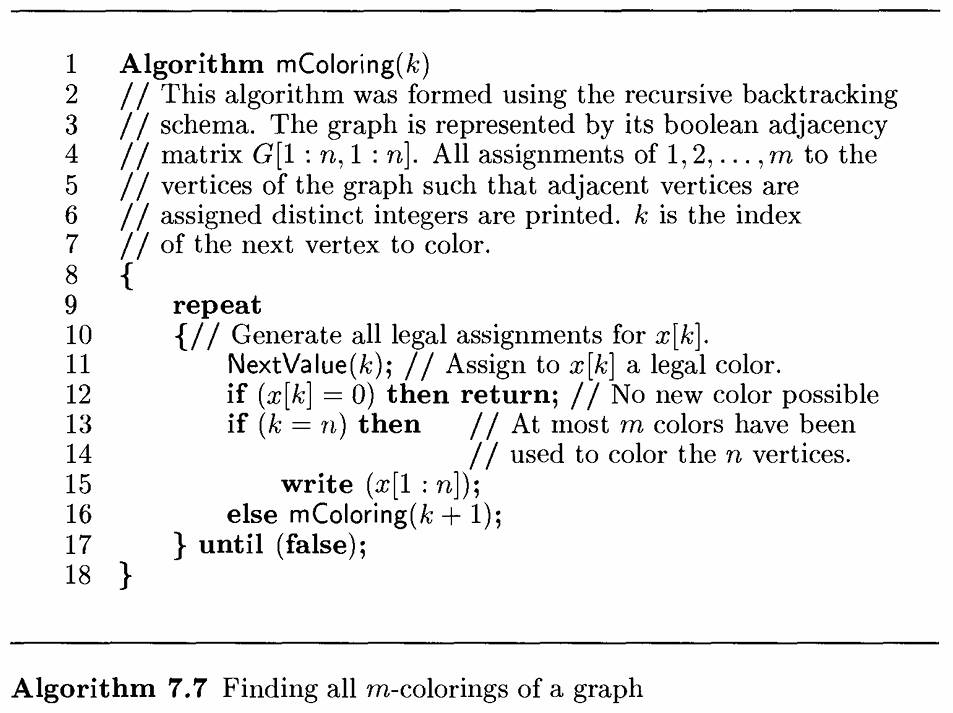 1 Algorithm mColoring(k)
2 // This algorithm was formed using the recursive backtracking
3 // schema. The graph is represented by its boolean adjacency
4 // matrix G[1 : n, 1 : n]. All assignments of 1, 2, . . . , m to the
5 // vertices of the graph such that adjacent vertices are
6 // assigned distinct integers are printed. k is the index
7 // of the next vertex to color.
8 {
9 repeat
10 {// Generate all legal assignments for x[k].
11 NextValue(k); // Assign to x[k] a legal color.
12 if (x[k] = 0) then return; // No new color possible
13 if (k = n) then // At most m colors have been
14 // used to color the n vertices.
15 write (x[1 : n]);
16 else mColoring(k + 1);
17 } until (false);
18 }
Algorithm 7.7 Finding all m-colorings of a graph